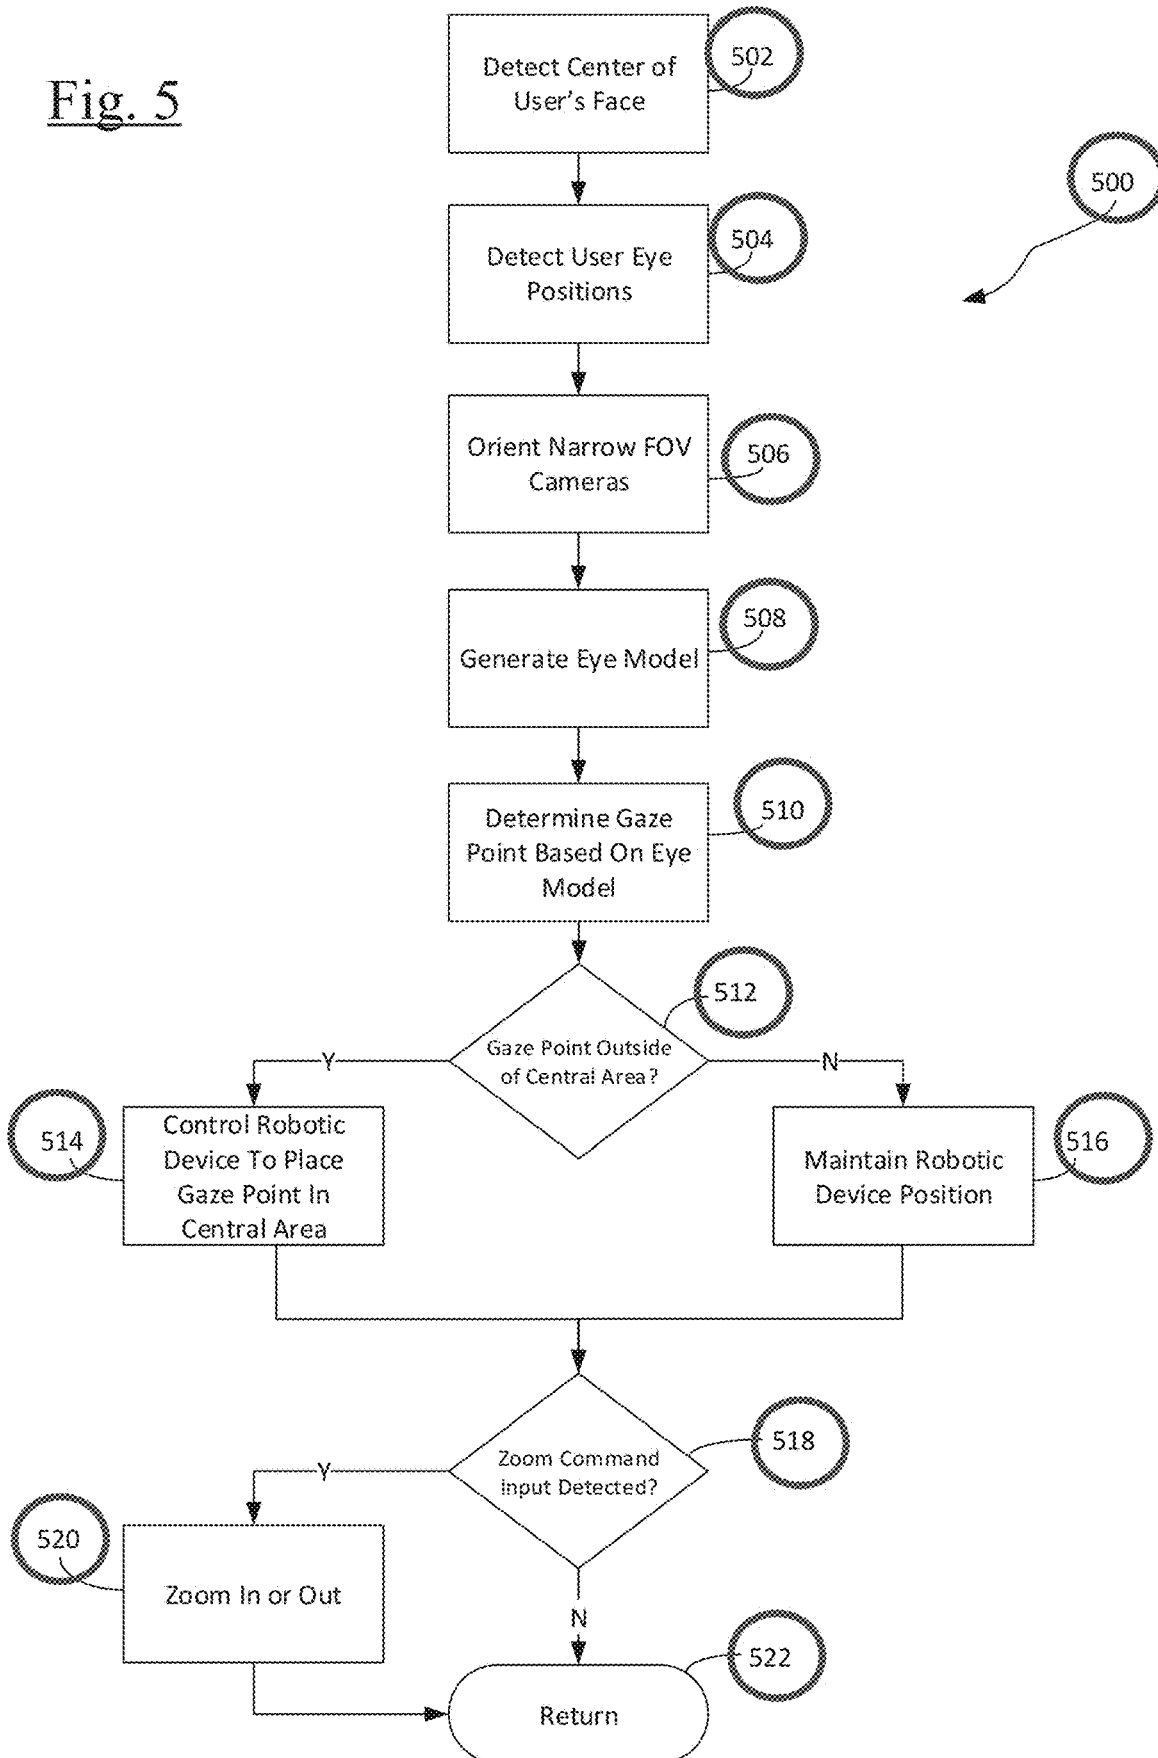 Fig. 5
Detect Center of
User's Face
502
500
Detect User Eye
Positions
504
Orient Narrow FOV
Cameras
506
Generate Eye Model
508
Determine Gaze
Point Based On Eye
Model
510
Gaze Point Outside
of Central Area?
512
Y
N
514
Control Robotic
Device To Place
Gaze Point In
Central Area
Maintain Robotic
Device Position
516
Zoom Command
Input Detected?
518
Y
520
Zoom In or Out
N
522
Return